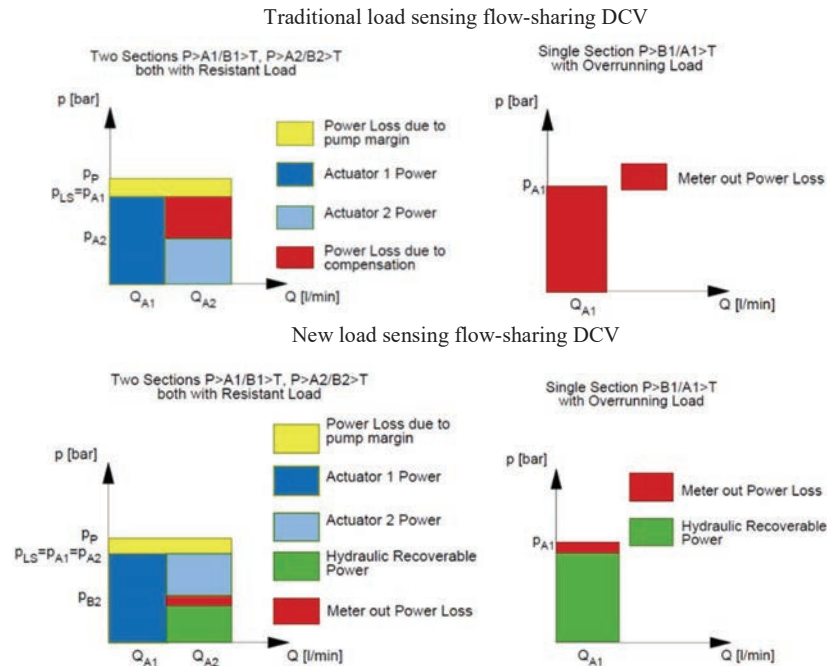 Traditional load sensing flow-sharing DCV
Two Sections P>A1/B1>T, P>A2/B2>T
both with Resistant Load
p [bar]
Power Loss due to
pump margin
Actuator 1 Power
Actuator 2 Power
Power Loss due to
compensation
pP
pLS=pA1
pA2
QA1
QA2
Q [l/min]
Single Section P>B1/A1>T
with Overrunning Load
p [bar]
Meter out Power Loss
pA1
QA1
Q [l/min]
New load sensing flow-sharing DCV
Two Sections P>A1/B1>T, P>A2/B2>T
both with Resistant Load
p [bar]
Power Loss due to
pump margin
Actuator 1 Power
Actuator 2 Power
Hydraulic Recoverable
Power
Meter out Power Loss
pP
pLS=pA1=pA2
pB2
QA1
QA2
Q [l/min]
Single Section P>B1/A1>T
with Overrunning Load
p [bar]
Meter out Power Loss
Hydraulic Recoverable
Power
pA1
QA1
Q [l/min]